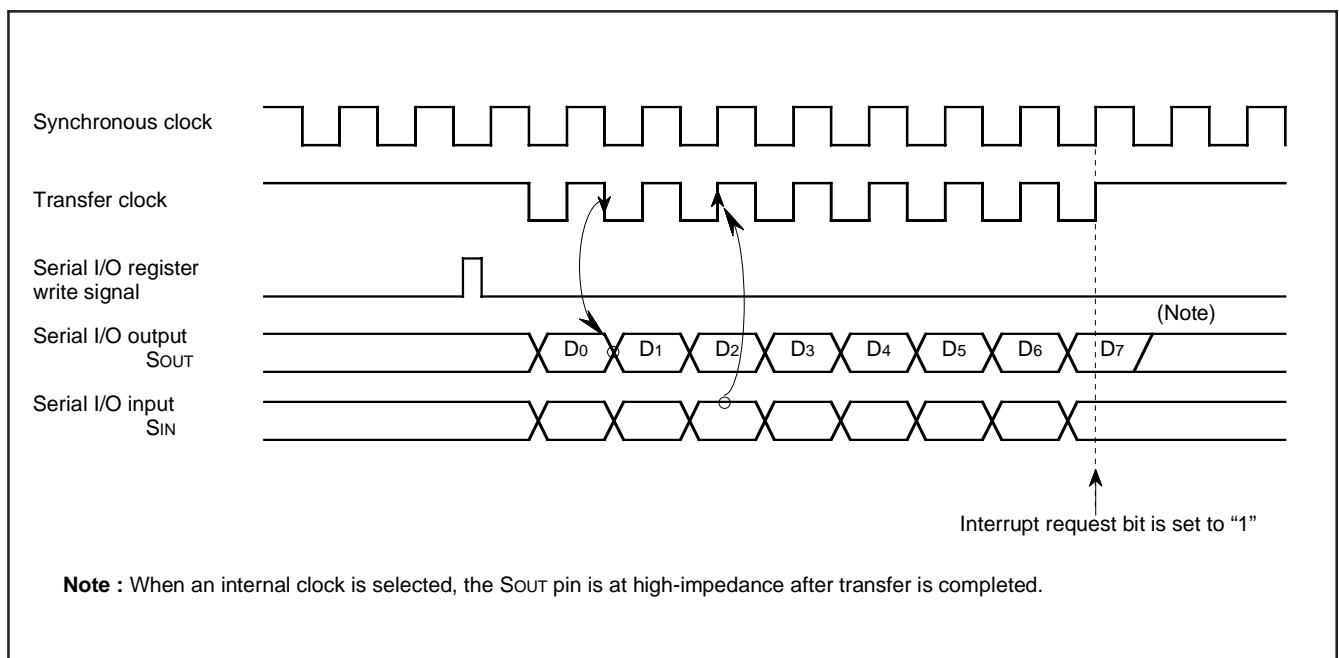 Synchronous clock
Transfer clock
Serial I/O register
write signal
(Note)
Serial I/O output
SOUT
D0 D1 D2 D3 D4 D5 D6 D7
Serial I/O input
SIN
Interrupt request bit is set to “1”
Note : When an internal clock is selected, the SOUT pin is at high-impedance after transfer is completed.